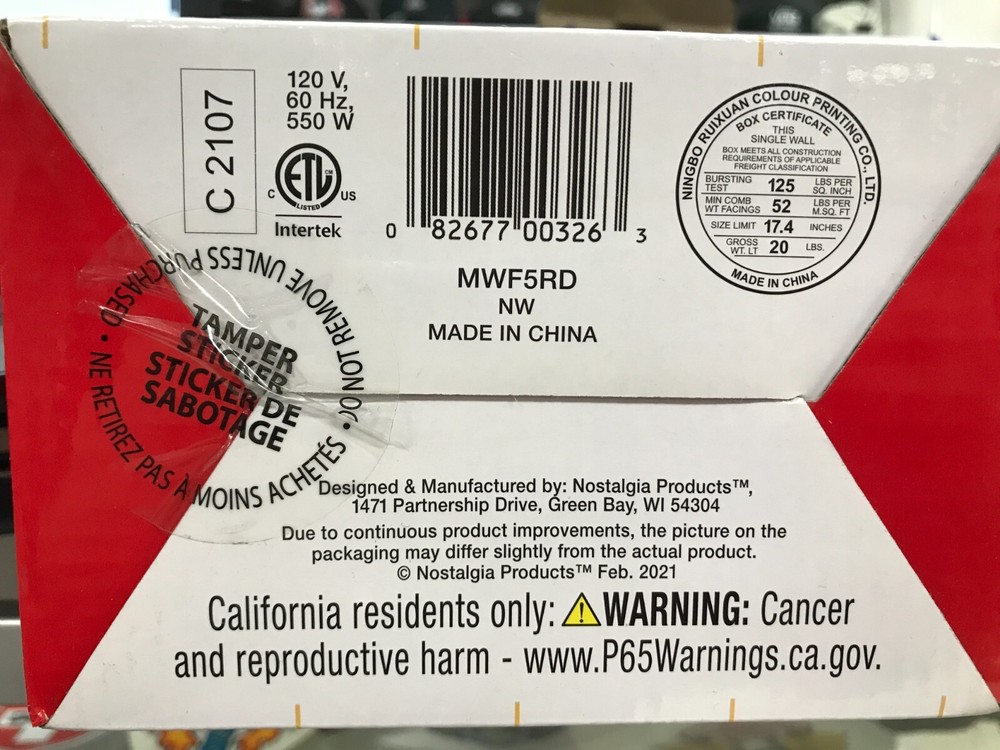 C 2107
120 V,
60 Hz,
550 W
ETL
CM
C
US
LISTED
Intertek
0 82677 00326 3
MWF5RD
NW
MADE IN CHINA
NINGBO RUIXUAN COLOUR PRINTING CO., LTD.
BOX CERTIFICATE
THIS
SINGLE WALL
BOX MEETS ALL CONSTRUCTION
REQUIREMENTS OF APPLICABLE
FREIGHT CLASSIFICATION
BURSTING TEST 125 LBS PER SQ. INCH
MIN COMB WT FACINGS 52 LBS PER M.SQ. FT
SIZE LIMIT 17.4 INCHES
GROSS WT. LT 20 LBS.
MADE IN CHINA
DO NOT REMOVE UNLESS PURCHASED •
NE RETIREZ PAS À MOINS ACHETÉS •
TAMPER
STICKER
STICKER DE
SABOTAGE
Designed & Manufactured by: Nostalgia Products™,
1471 Partnership Drive, Green Bay, WI 54304
Due to continuous product improvements, the picture on the
packaging may differ slightly from the actual product.
© Nostalgia Products™ Feb. 2021
California residents only: ⚠WARNING: Cancer
and reproductive harm - www.P65Warnings.ca.gov.